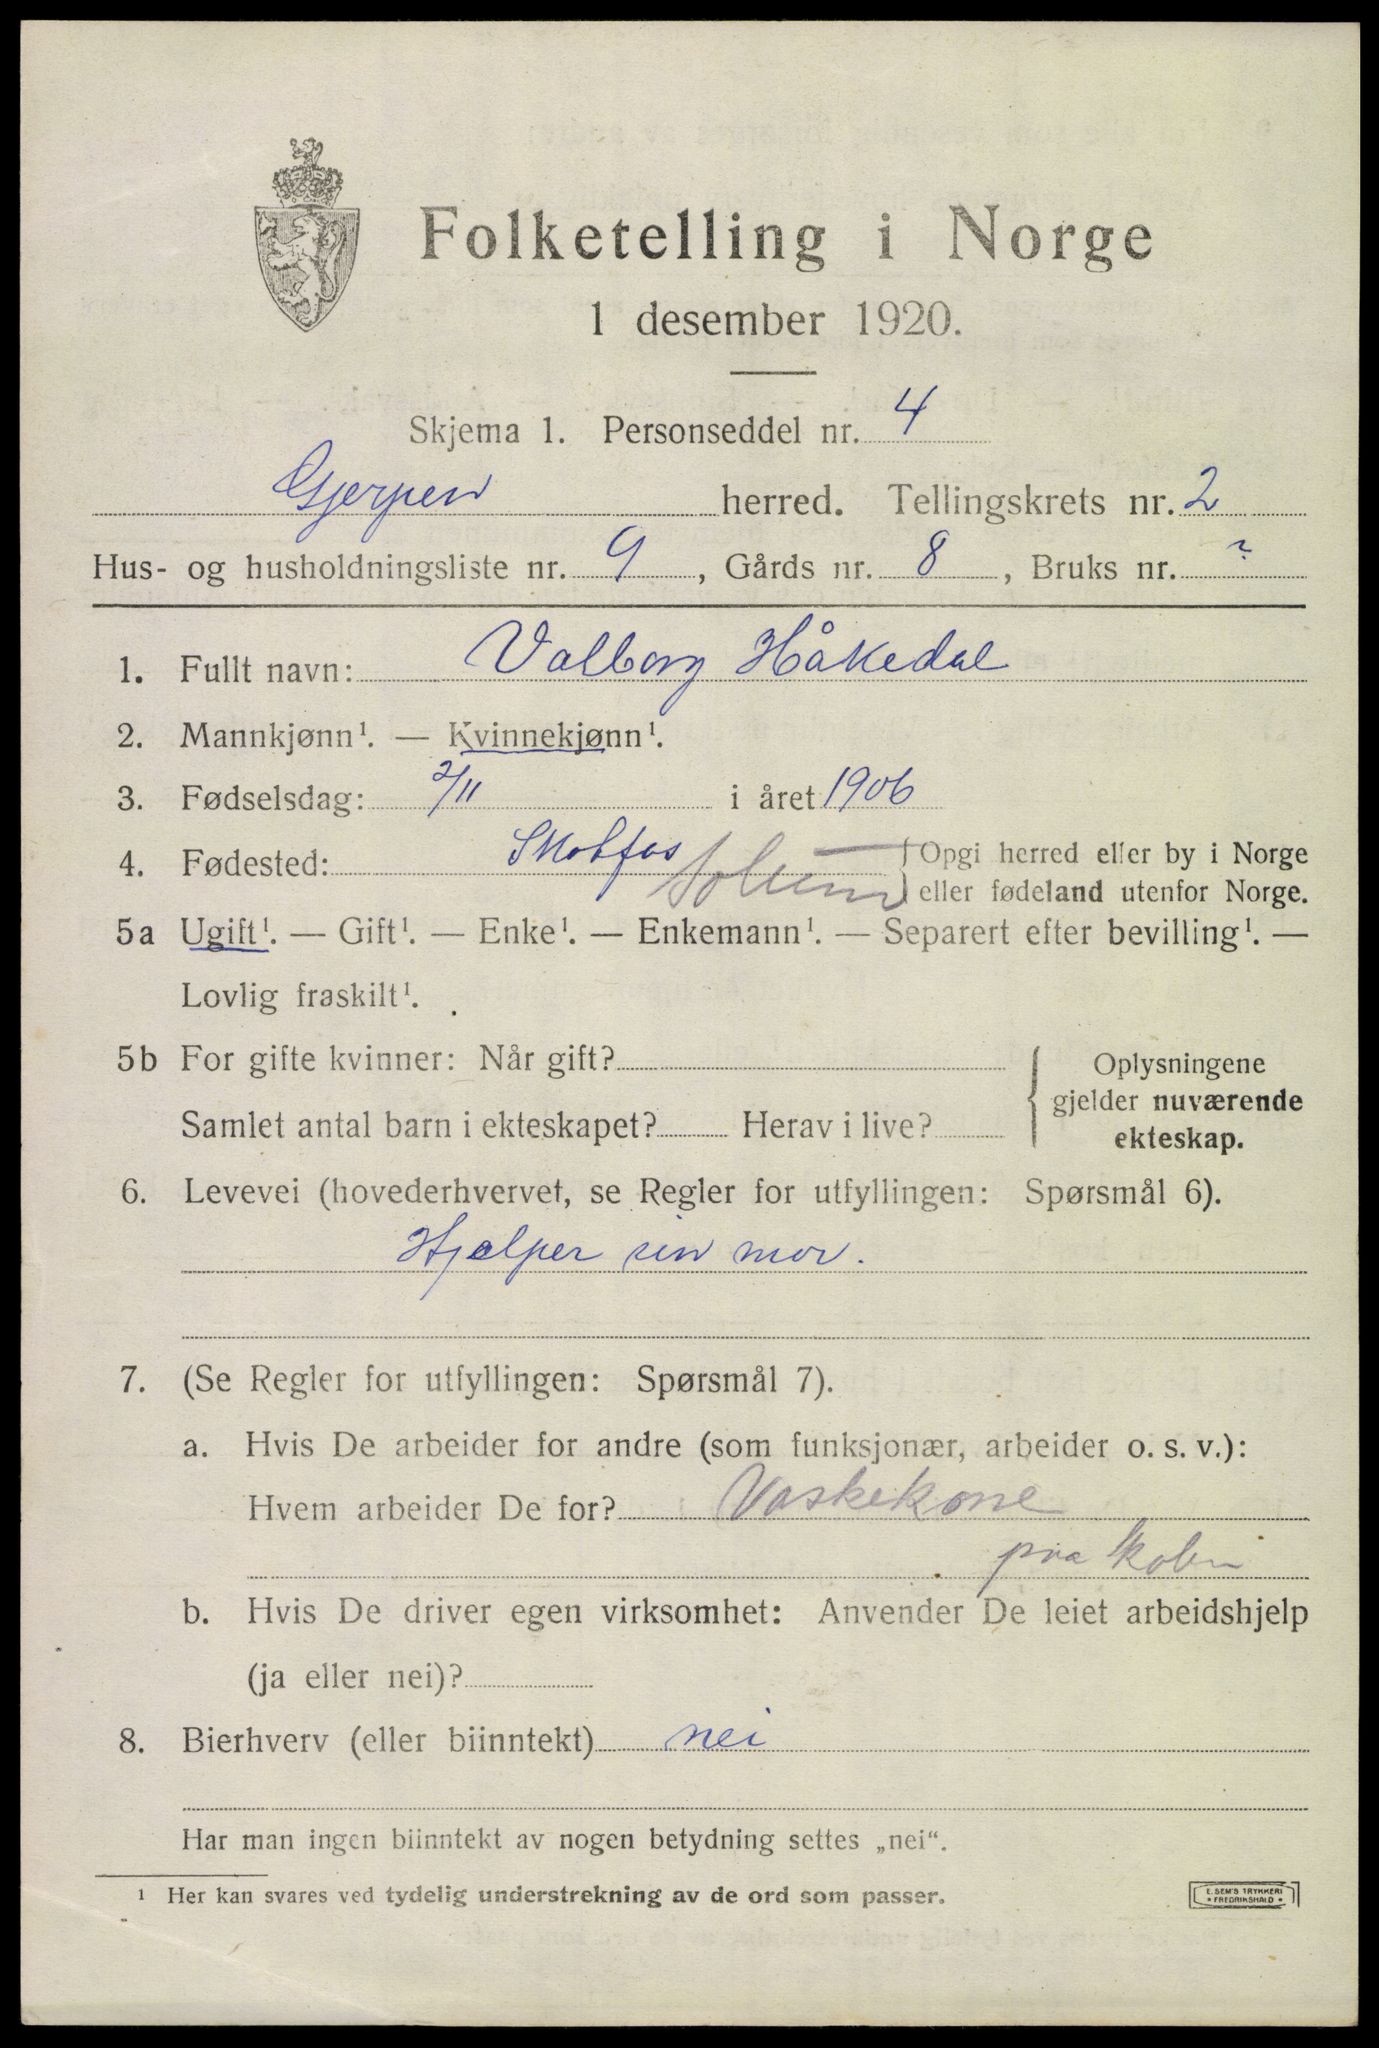 Folketelling i Norge
1 desember 1920.
Skjema 1. Personseddel nr. 4
Gjerpen herred. Tellingskrets nr. 2
Hus- og husholdningsliste nr. 9, Gårds nr. 8, Bruks nr. ?
1. Fullt navn: Valborg Håkedal
2. Mannkjønn¹. — Kvinnekjønn¹.
3. Fødselsdag: 2/11 i året 1906
4. Fødested: Skotfos Solum { Opgi herred eller by i Norge
eller fødeland utenfor Norge.
5a Ugift¹. — Gift¹. — Enke¹. — Enkemann¹. — Separert efter bevilling¹. —
Lovlig fraskilt¹.
5b For gifte kvinner: Når gift?
Samlet antal barn i ekteskapet? Herav i live?
Oplysningene
gjelder nuværende
ekteskap.
6. Levevei (hovederhvervet, se Regler for utfyllingen: Spørsmål 6).
Hjælper sin mor.
7. (Se Regler for utfyllingen: Spørsmål 7).
a. Hvis De arbeider for andre (som funksjonær, arbeider o. s. v.):
Hvem arbeider De for? Vaskekone
paa skolen
b. Hvis De driver egen virksomhet: Anvender De leiet arbeidshjelp
(ja eller nei)?
8. Bierhverv (eller biinntekt) nei
Har man ingen biinntekt av nogen betydning settes „nei“.
¹ Her kan svares ved tydelig understrekning av de ord som passer.
E. SEM'S TRYKKERI
* FREDRIKSHALD *